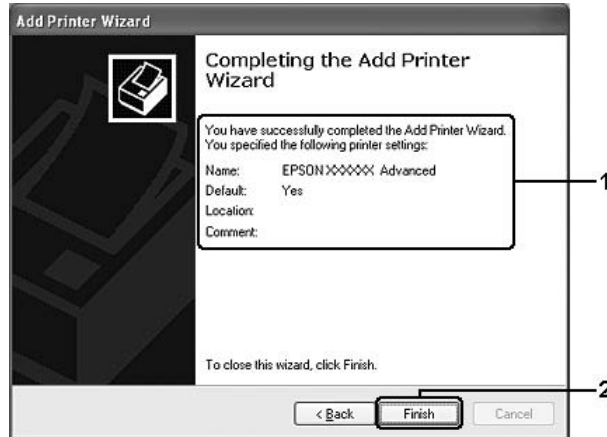 Add Printer Wizard
Completing the Add Printer
Wizard
You have successfully completed the Add Printer Wizard.
You specified the following printer settings:
Name: EPSON XXXXXX Advanced
Default: Yes
Location:
Comment:
1
To close this wizard, click Finish.
2
< Back Finish Cancel